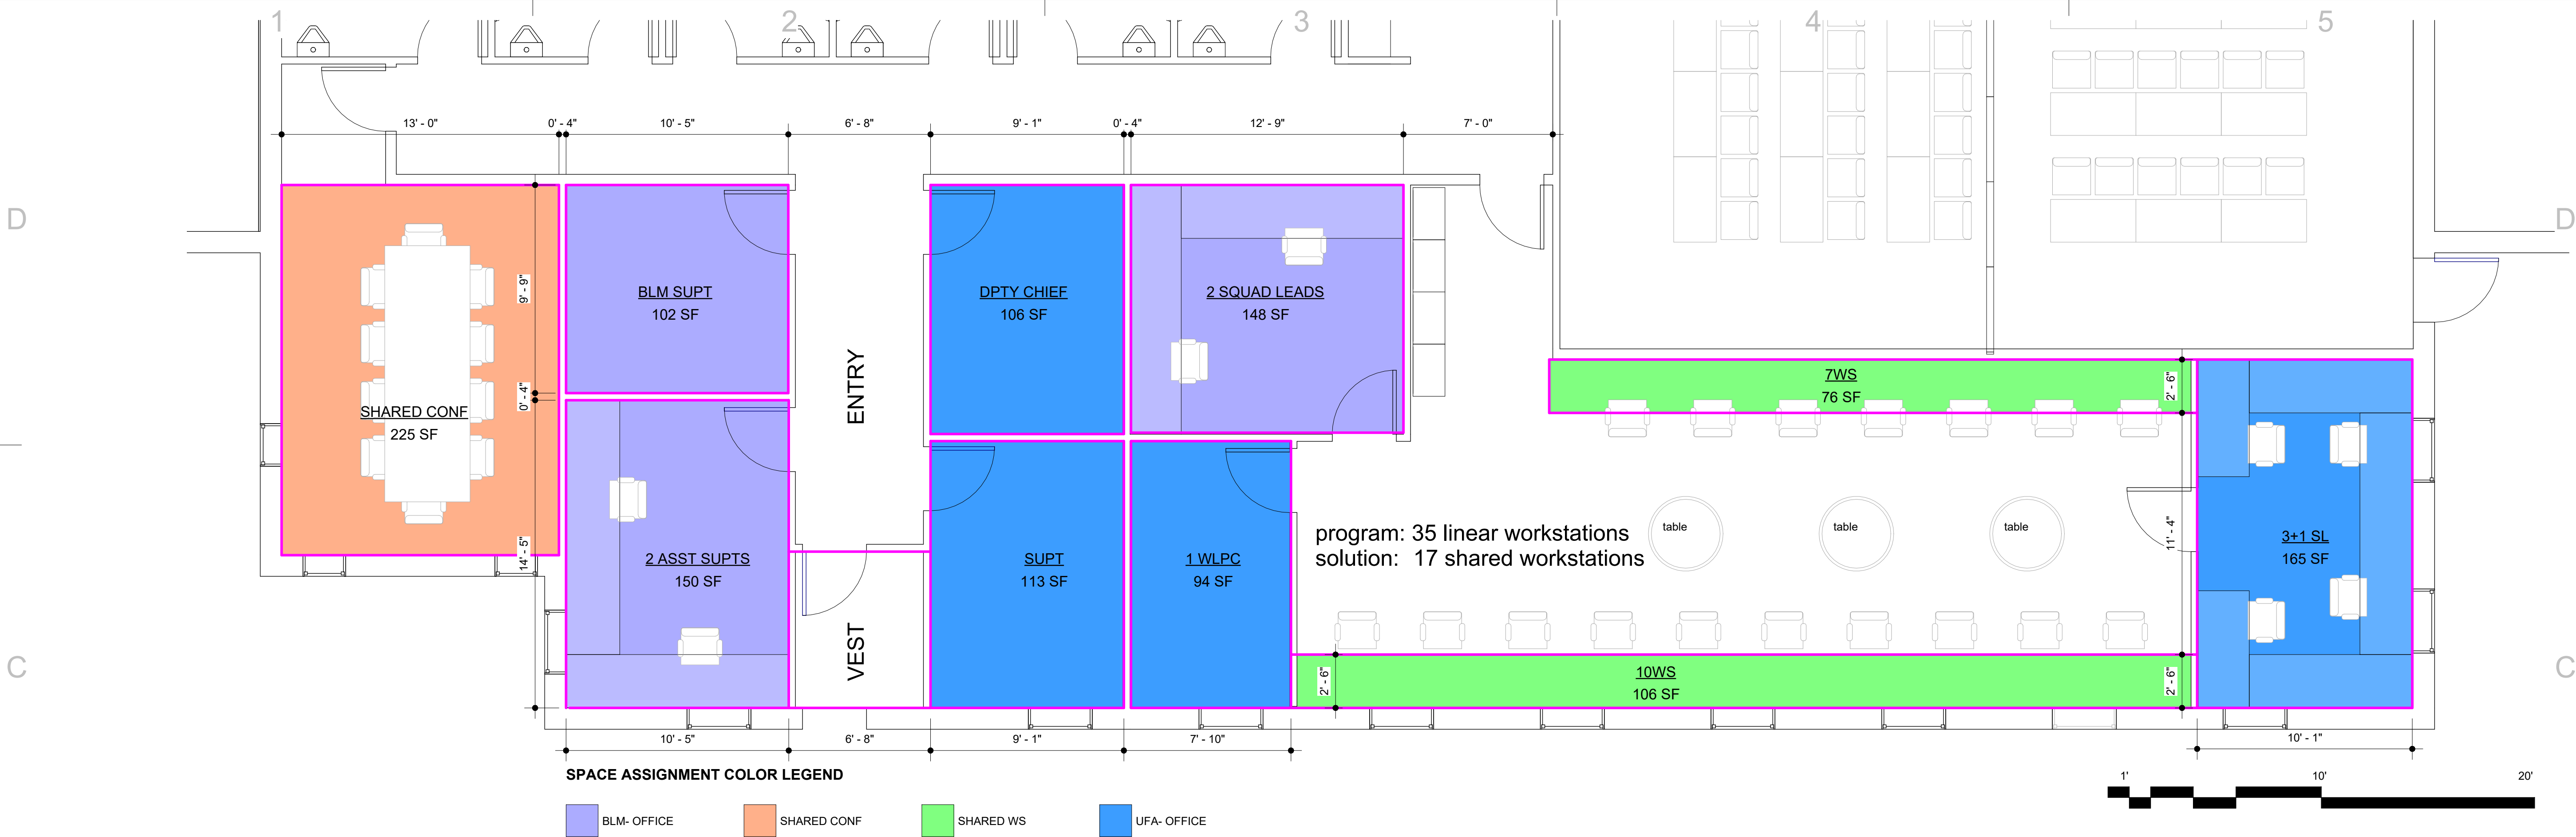 1
2
3
4
5
13' - 0"
0' - 4"
10' - 5"
6' - 8"
9' - 1"
0' - 4"
12' - 9"
7' - 0"
D
D
9' - 9"
0' - 4"
14' - 5"
SHARED CONF
225 SF
BLM SUPT
102 SF
ENTRY
DPTY CHIEF
106 SF
2 SQUAD LEADS
148 SF
7WS
76 SF
2' - 6"
program: 35 linear workstations
solution: 17 shared workstations
table
table
table
11' - 4"
3+1 SL
165 SF
2 ASST SUPTS
150 SF
VEST
SUPT
113 SF
1 WLPC
94 SF
C
C
2' - 6"
10WS
106 SF
2' - 6"
10' - 5"
6' - 8"
9' - 1"
7' - 10"
10' - 1"
SPACE ASSIGNMENT COLOR LEGEND
1'
10'
20'
BLM- OFFICE
SHARED CONF
SHARED WS
UFA- OFFICE